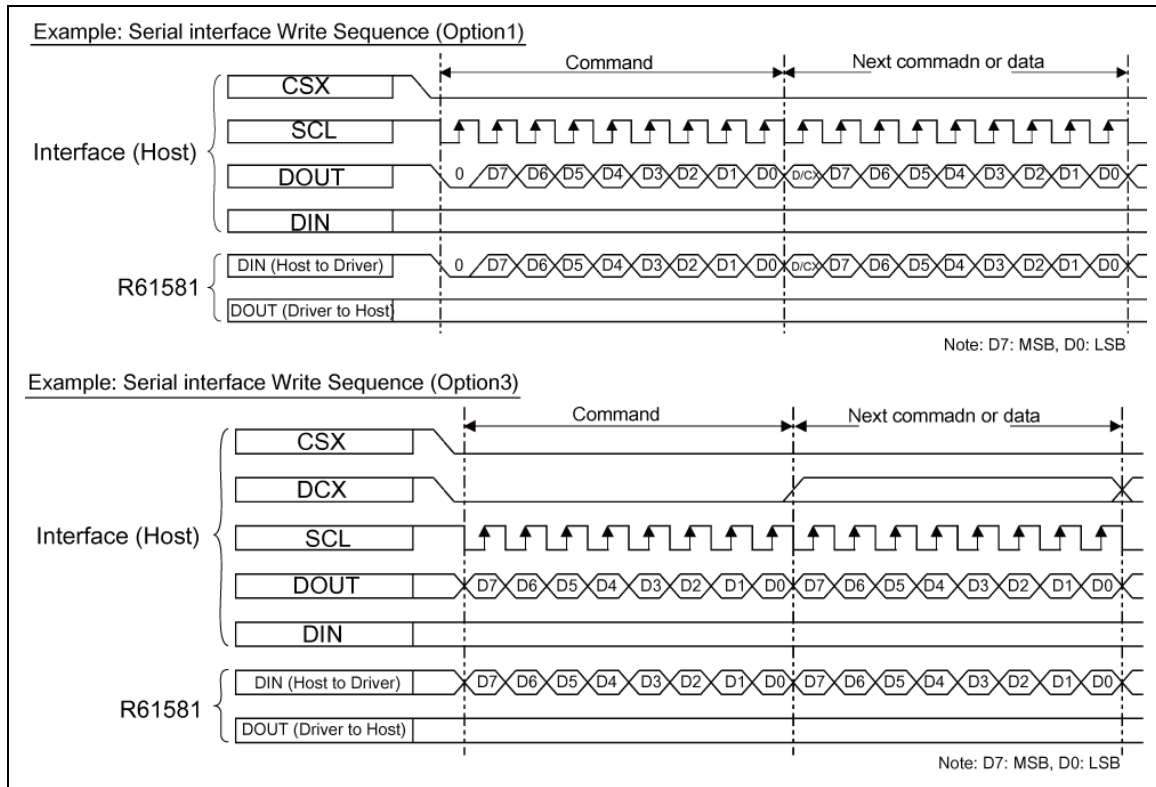 Example: Serial interface Write Sequence (Option1)
Command
Next commadn or data
CSX
SCL
Interface (Host)
DOUT
0 D7 D6 D5 D4 D3 D2 D1 D0 D/CX D7 D6 D5 D4 D3 D2 D1 D0
DIN
DIN (Host to Driver)
0 D7 D6 D5 D4 D3 D2 D1 D0 D/CX D7 D6 D5 D4 D3 D2 D1 D0
R61581
DOUT (Driver to Host)
Note: D7: MSB, D0: LSB
Example: Serial interface Write Sequence (Option3)
Command
Next commadn or data
CSX
DCX
Interface (Host)
SCL
DOUT
D7 D6 D5 D4 D3 D2 D1 D0 D7 D6 D5 D4 D3 D2 D1 D0
DIN
DIN (Host to Driver)
D7 D6 D5 D4 D3 D2 D1 D0 D7 D6 D5 D4 D3 D2 D1 D0
R61581
DOUT (Driver to Host)
Note: D7: MSB, D0: LSB